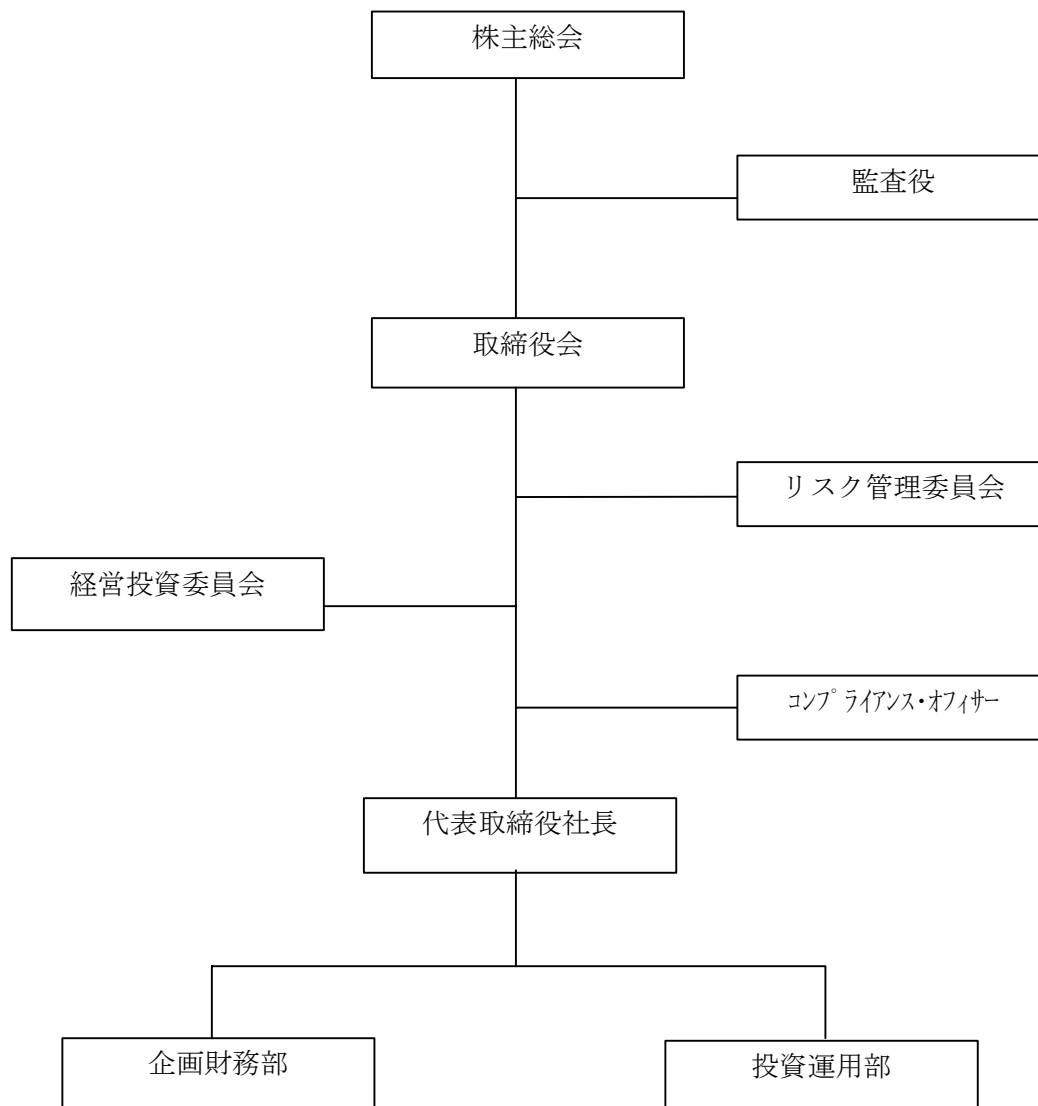 株主総会
監査役
取締役会
リスク管理委員会
経営投資委員会
コンプライアンス・オフィサー
代表取締役社長
企画財務部
投資運用部